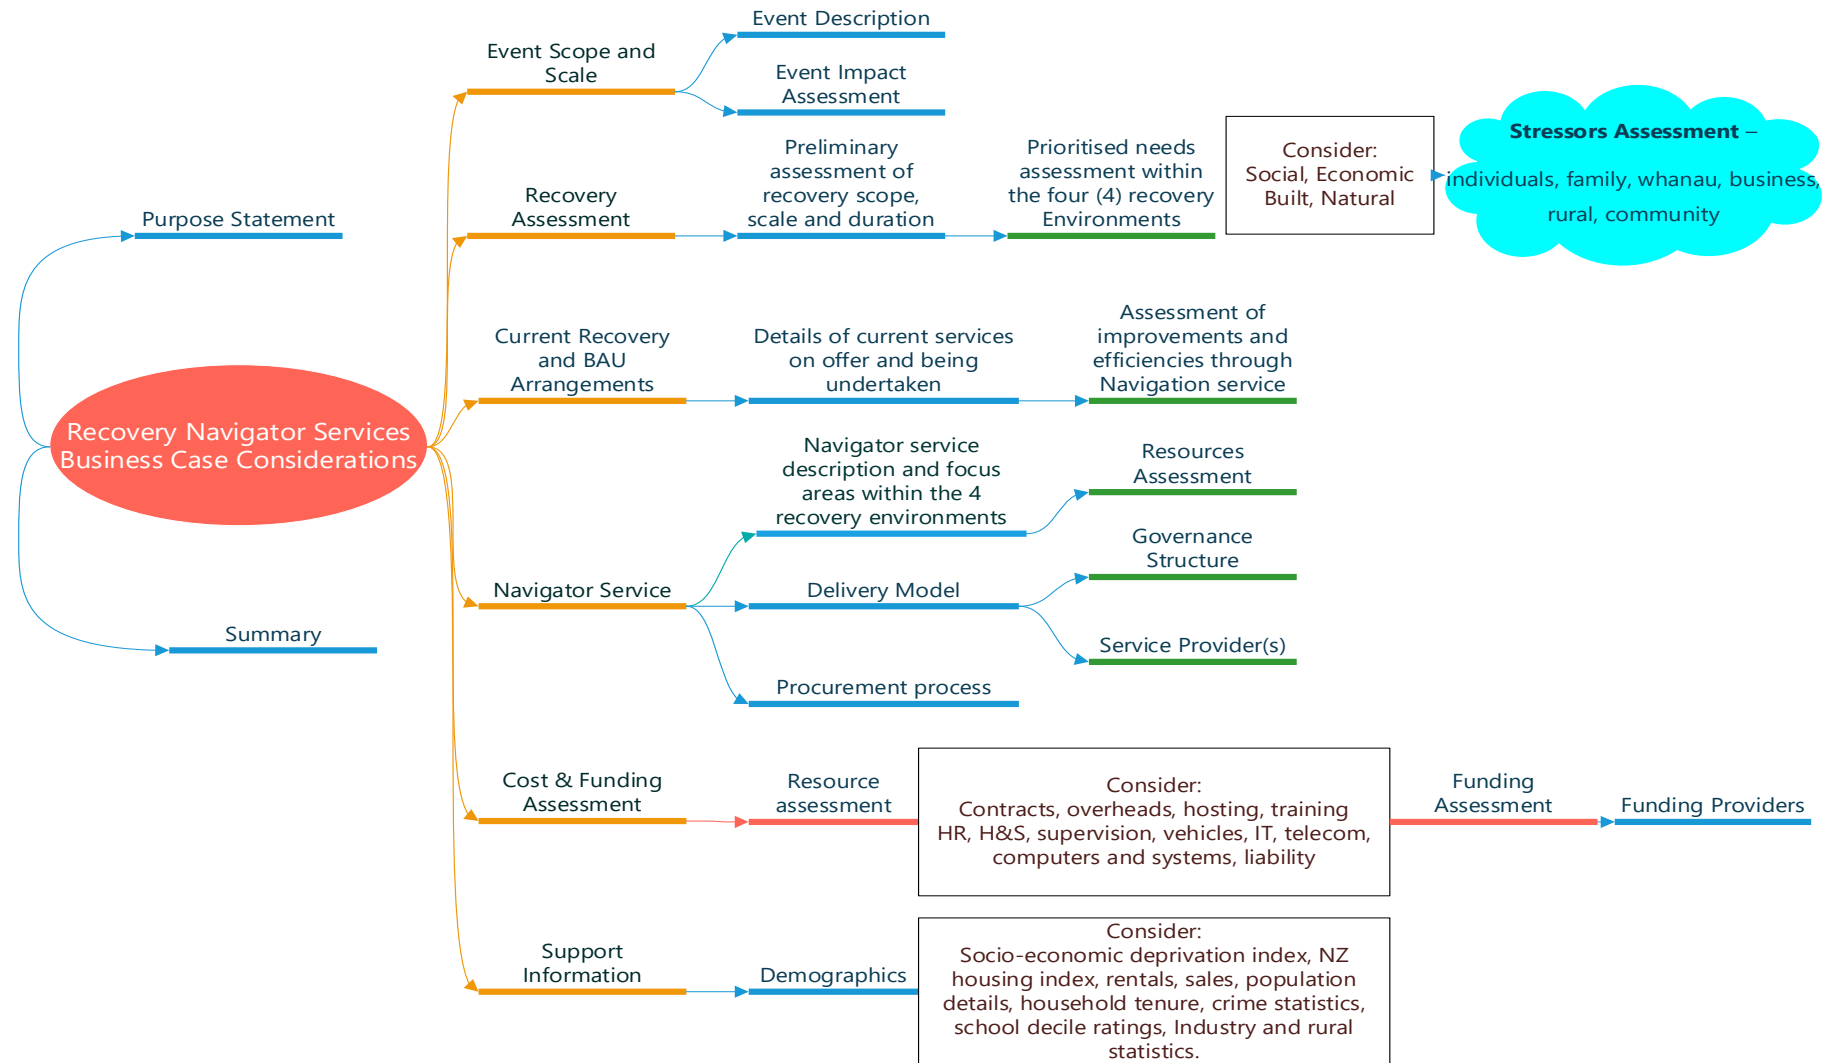 Recovery Navigator Services
Business Case Considerations
Purpose Statement
Summary
Event Scope and
Scale
Event Description
Event Impact
Assessment
Recovery
Assessment
Preliminary
assessment of
recovery scope,
scale and duration
Prioritised needs
assessment within
the four (4) recovery
Environments
Consider:
Social, Economic
Built, Natural
Stressors Assessment –
individuals, family, whanau, business,
rural, community
Current Recovery
and BAU
Arrangements
Details of current services
on offer and being
undertaken
Assessment of
improvements and
efficiencies through
Navigation service
Navigator Service
Navigator service
description and focus
areas within the 4
recovery environments
Resources
Assessment
Delivery Model
Governance
Structure
Service Provider(s)
Procurement process
Cost & Funding
Assessment
Resource
assessment
Consider:
Contracts, overheads, hosting, training
HR, H&S, supervision, vehicles, IT, telecom,
computers and systems, liability
Funding
Assessment
Funding Providers
Support
Information
Demographics
Consider:
Socio-economic deprivation index, NZ
housing index, rentals, sales, population
details, household tenure, crime statistics,
school decile ratings, Industry and rural
statistics.